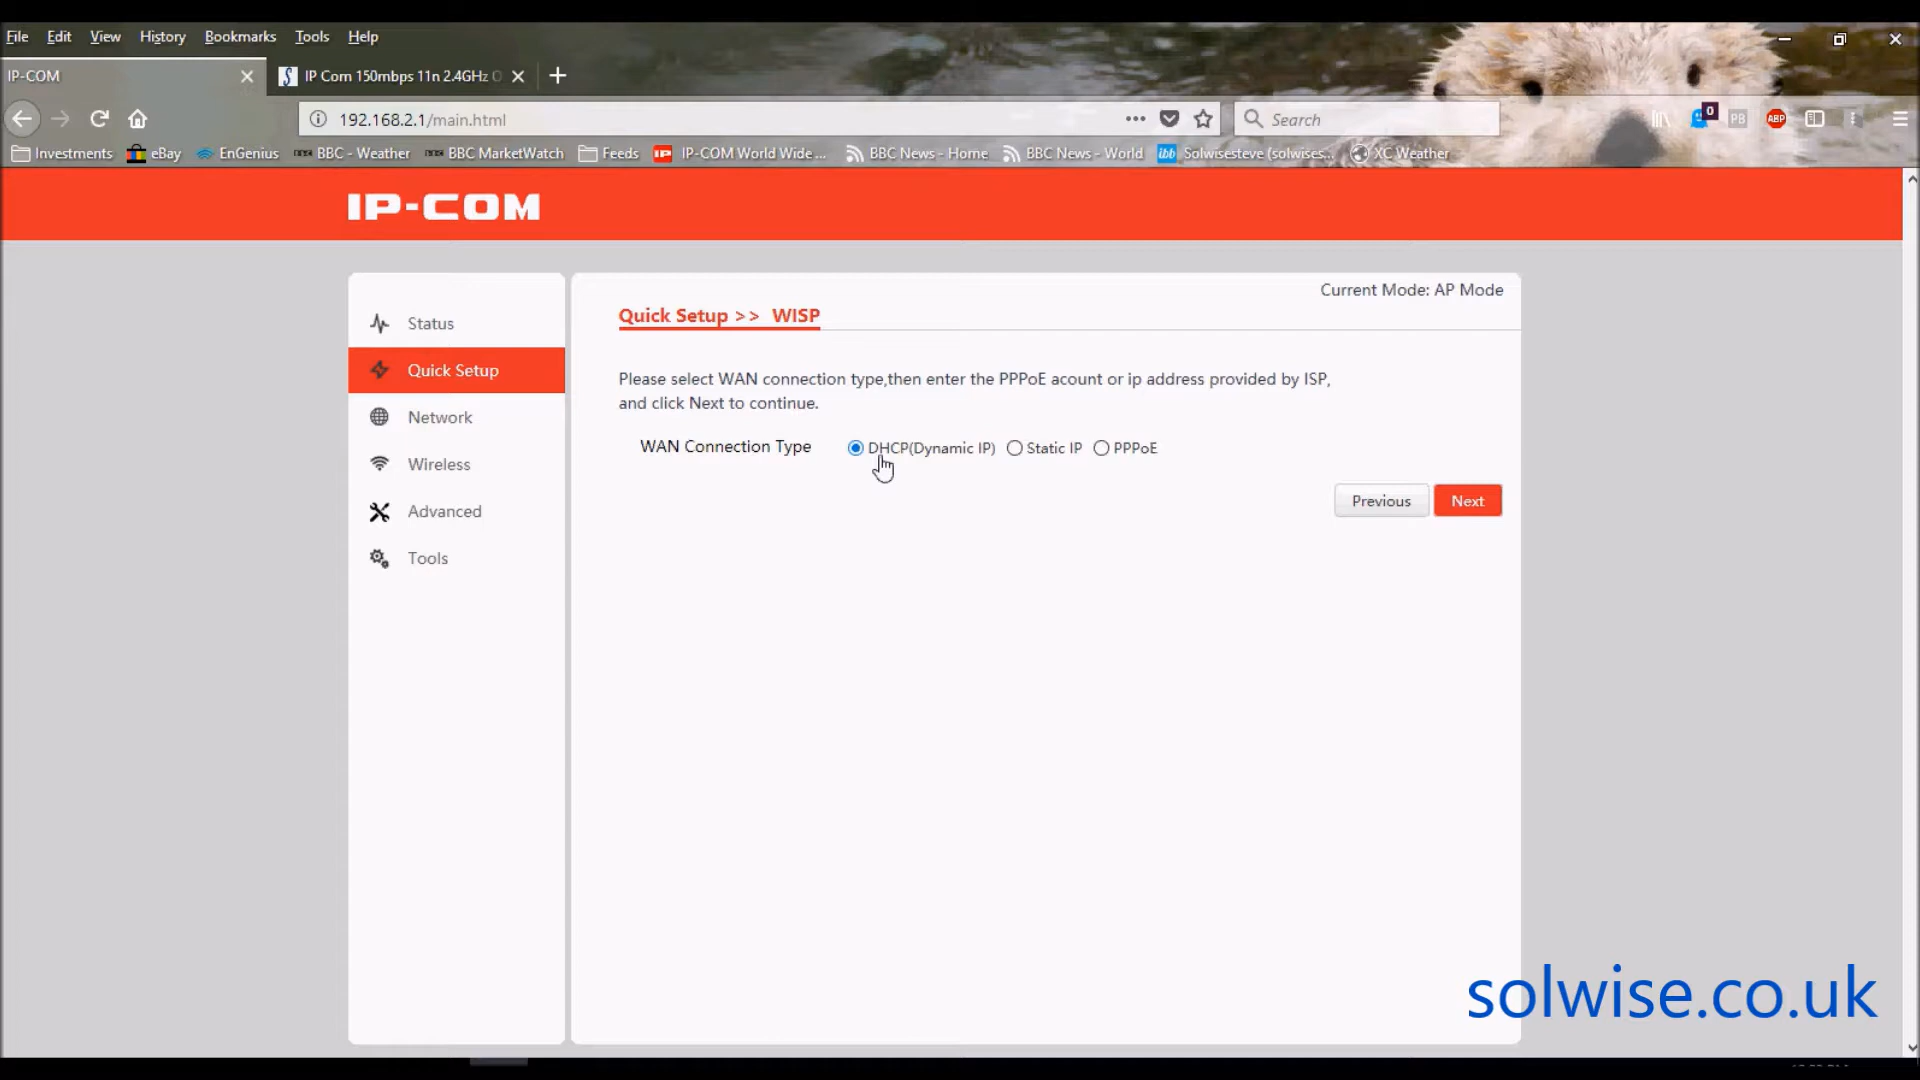 File Edit View History Bookmarks Tools Help
IP-COM
IP Com 150mbps 11n 2.4GHz O
192.168.2.1/main.html
Search
0
PB
ABP
Investments eBay EnGenius BBC - Weather BBC MarketWatch Feeds IP IP-COM World Wide ... BBC News - Home BBC News - World ibb Solwisesteve (solwises... XC Weather
IP-COM
Current Mode: AP Mode
Quick Setup >> WISP
Status
Quick Setup
Network
Wireless
Advanced
Tools
Please select WAN connection type,then enter the PPPoE acount or ip address provided by ISP,
and click Next to continue.
WAN Connection Type DHCP(Dynamic IP) Static IP PPPoE
Previous Next
solwise.co.uk